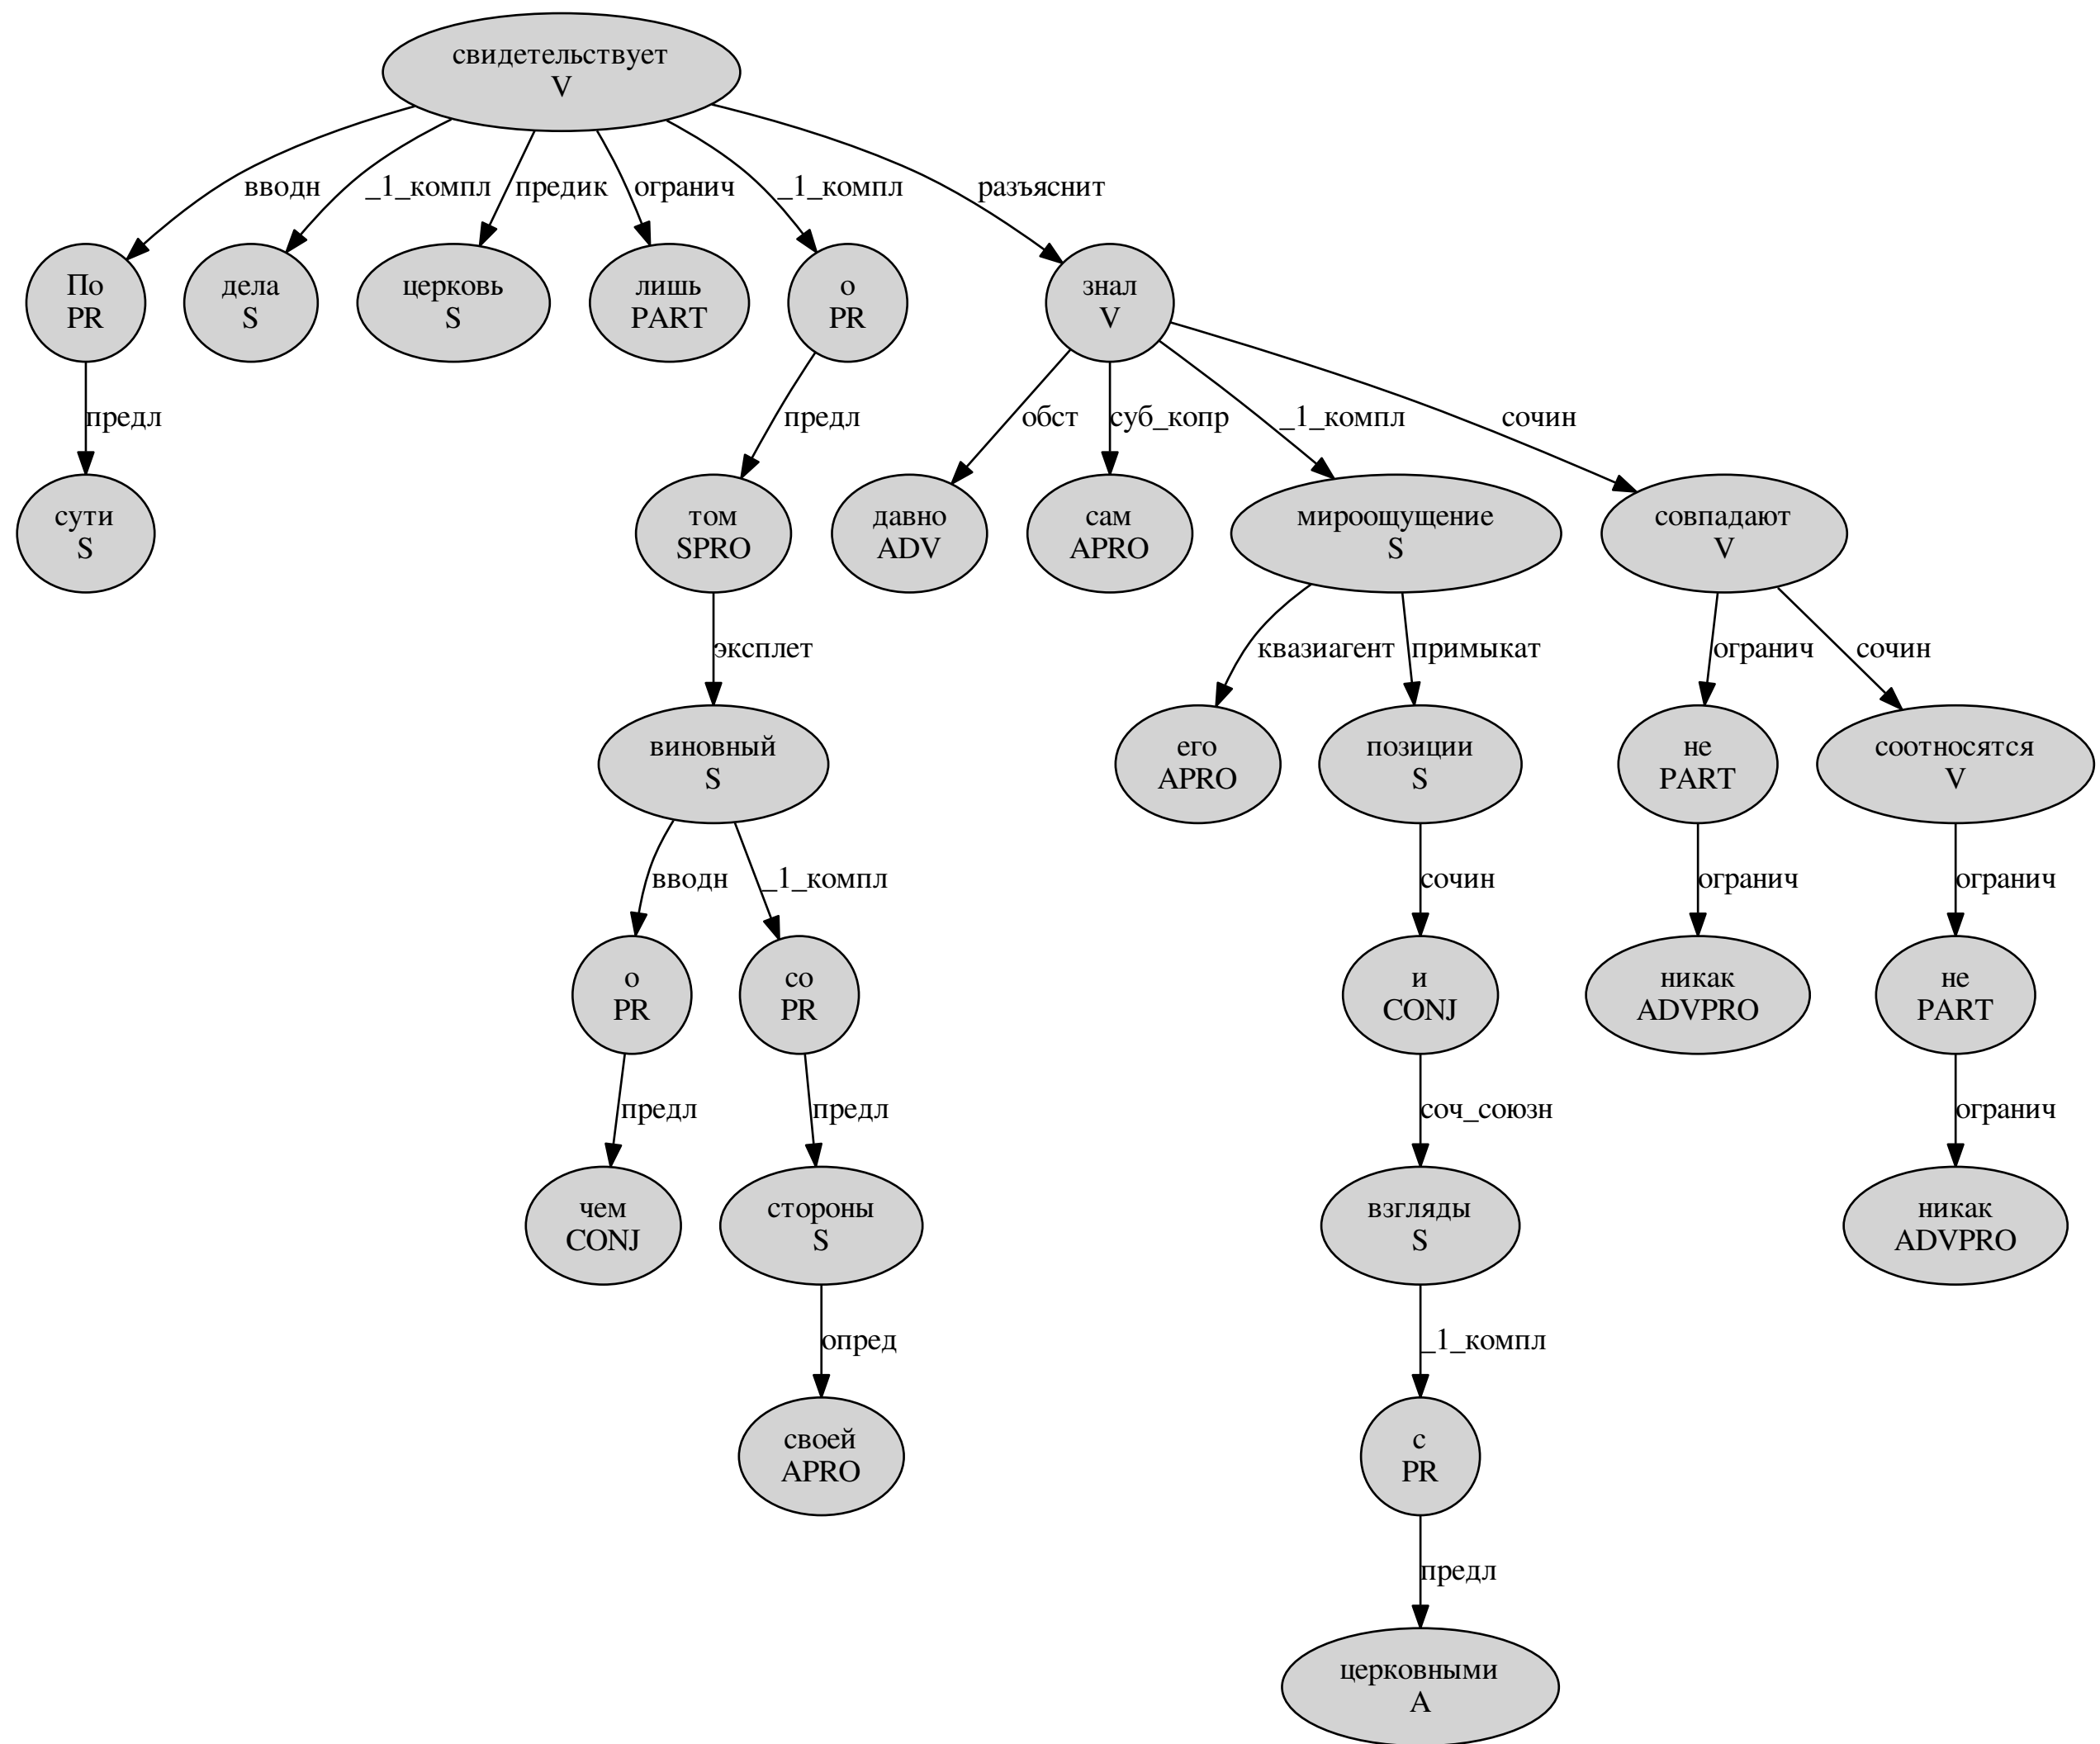 свидетельствует
V
вводн
_1_компл
предик
огранич
_1_компл
разъяснит
По
PR
дела
S
церковь
S
лишь
PART
о
PR
знал
V
предл
предл
обст
суб_копр
_1_компл
сочин
сути
S
том
SPRO
давно
ADV
сам
APRO
мироощущение
S
совпадают
V
эксплет
квазиагент
примыкат
огранич
сочин
виновный
S
его
APRO
позиции
S
не
PART
соотносятся
V
вводн
_1_компл
сочин
огранич
огранич
о
PR
со
PR
и
CONJ
никак
ADVPRO
не
PART
предл
предл
соч_союзн
огранич
чем
CONJ
стороны
S
взгляды
S
никак
ADVPRO
опред
_1_компл
своей
APRO
с
PR
предл
церковными
A